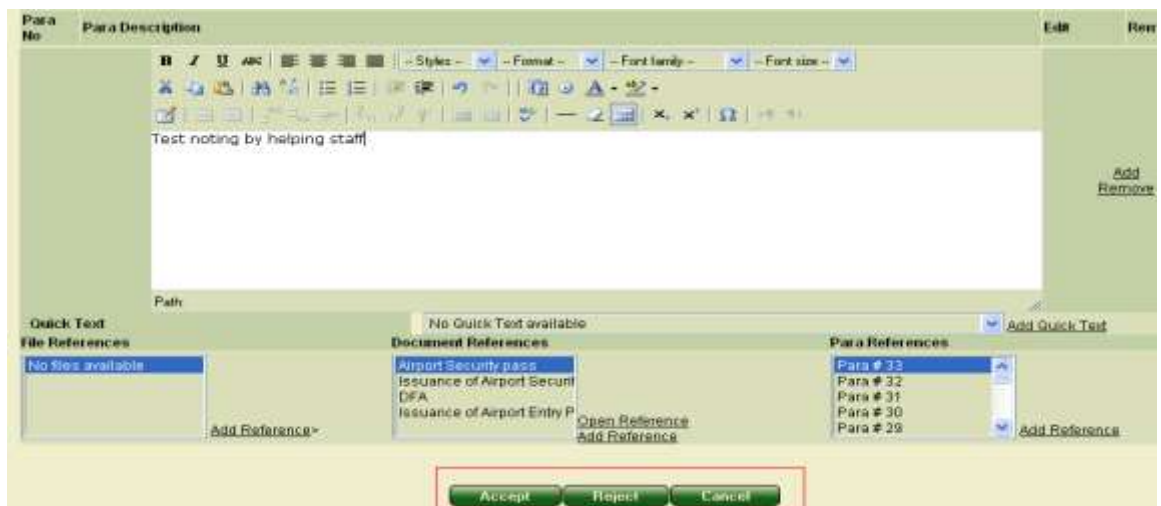 Para No Para Description Edit Rem
B I U ABC -- Styles -- -- Format -- -- Font family -- -- Font size --
Test noting by helping staff
Add
Remove
Path:
Quick Text No Quick Text available Add Quick Text
File References Document References Para References
No files available Airport Security pass Para # 33
Issuance of Airport Securit Para # 32
DFA Para # 31
Issuance of Airport Entry P Para # 30
Para # 29
Add Reference> Open Reference Add Reference
Add Reference
Accept Reject Cancel